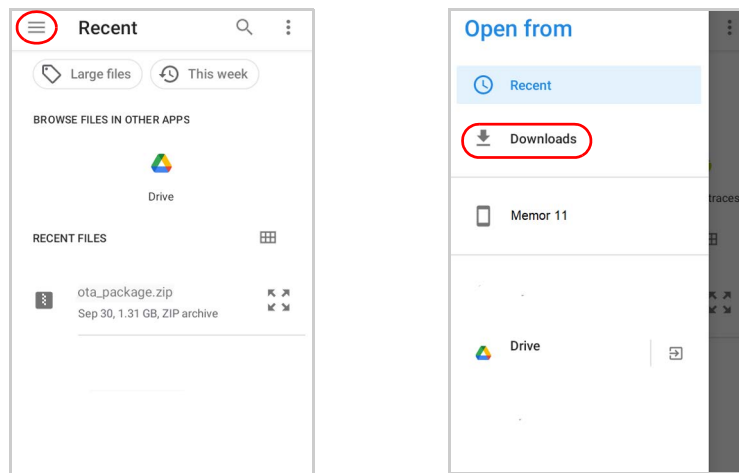 Recent
Large files
This week
BROWSE FILES IN OTHER APPS
Drive
RECENT FILES
ota_package.zip
Sep 30, 1.31 GB, ZIP archive
Open from
Recent
Downloads
Memor 11
Drive
traces